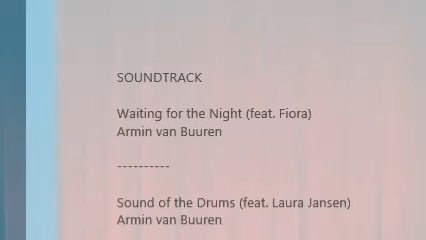 SOUNDTRACK
Waiting for the Night (feat. Fiora)
Armin van Buuren
----------
Sound of the Drums (feat. Laura Jansen)
Armin van Buuren